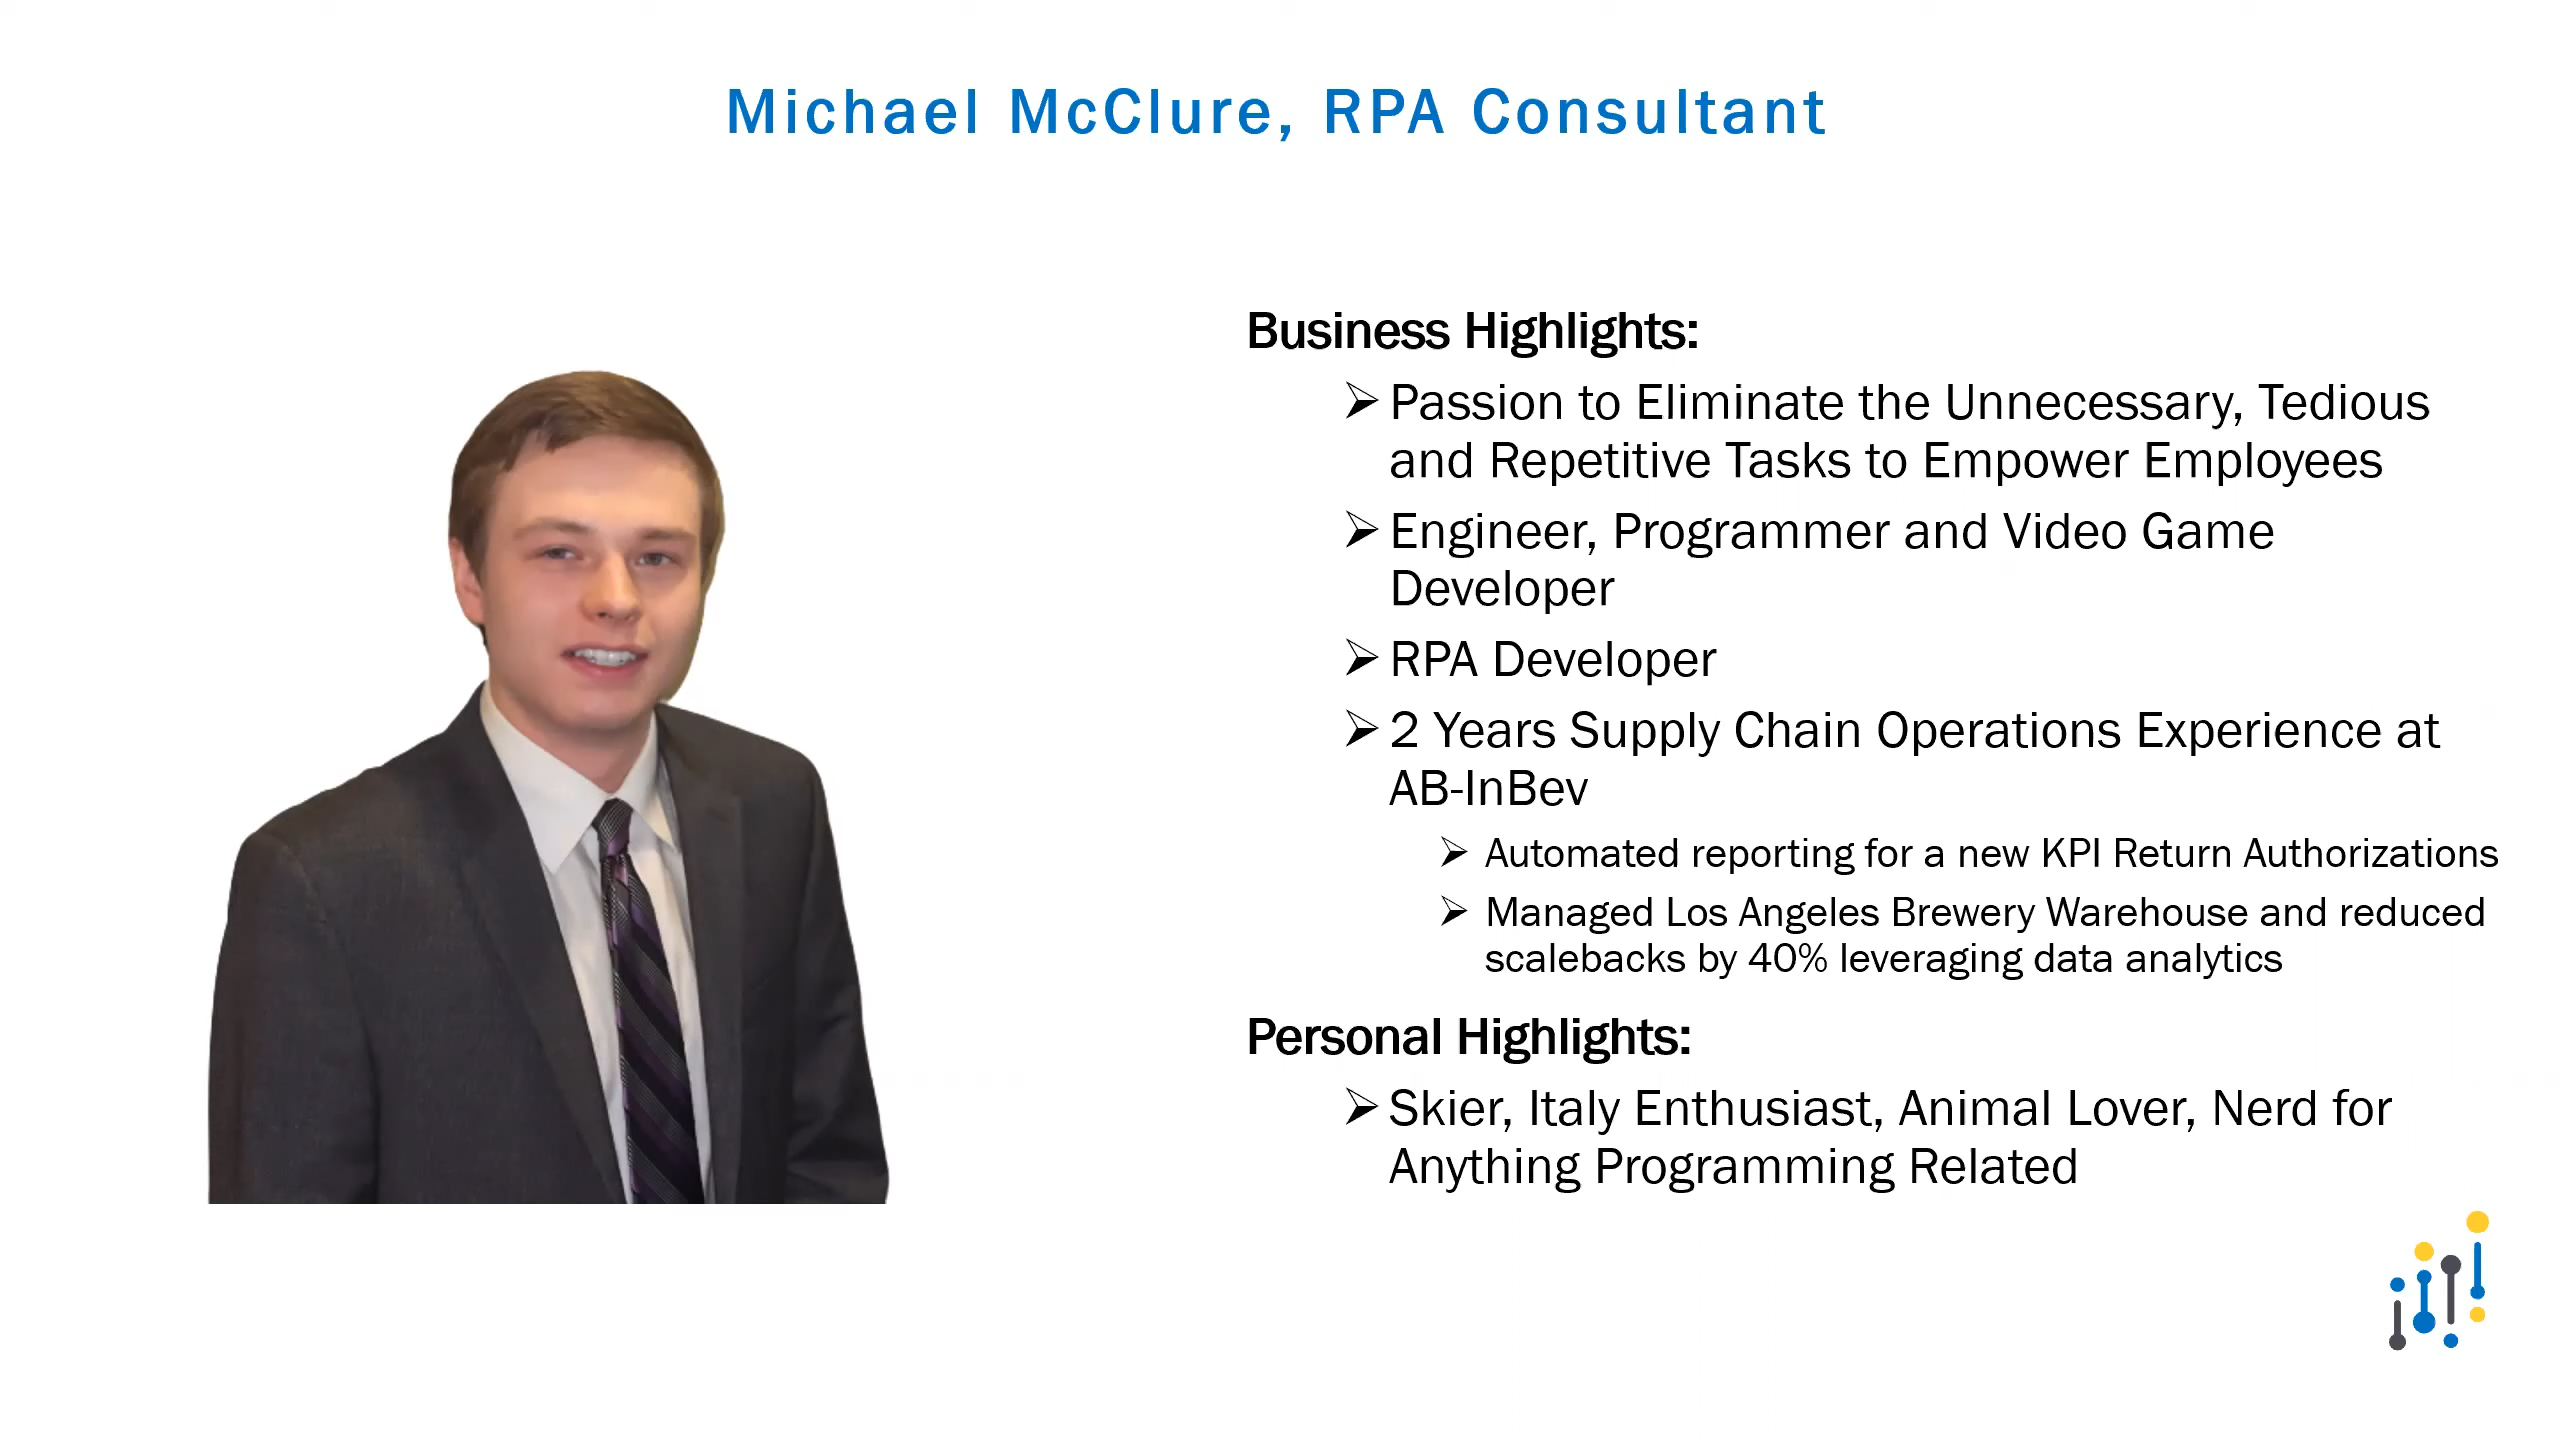 Michael McClure, RPA Consultant
Business Highlights:
Passion to Eliminate the Unnecessary, Tedious
and Repetitive Tasks to Empower Employees
Engineer, Programmer and Video Game
Developer
RPA Developer
2 Years Supply Chain Operations Experience at
AB-InBev
Automated reporting for a new KPI Return Authorizations
Managed Los Angeles Brewery Warehouse and reduced
scalebacks by 40% leveraging data analytics
Personal Highlights:
Skier, Italy Enthusiast, Animal Lover, Nerd for
Anything Programming Related